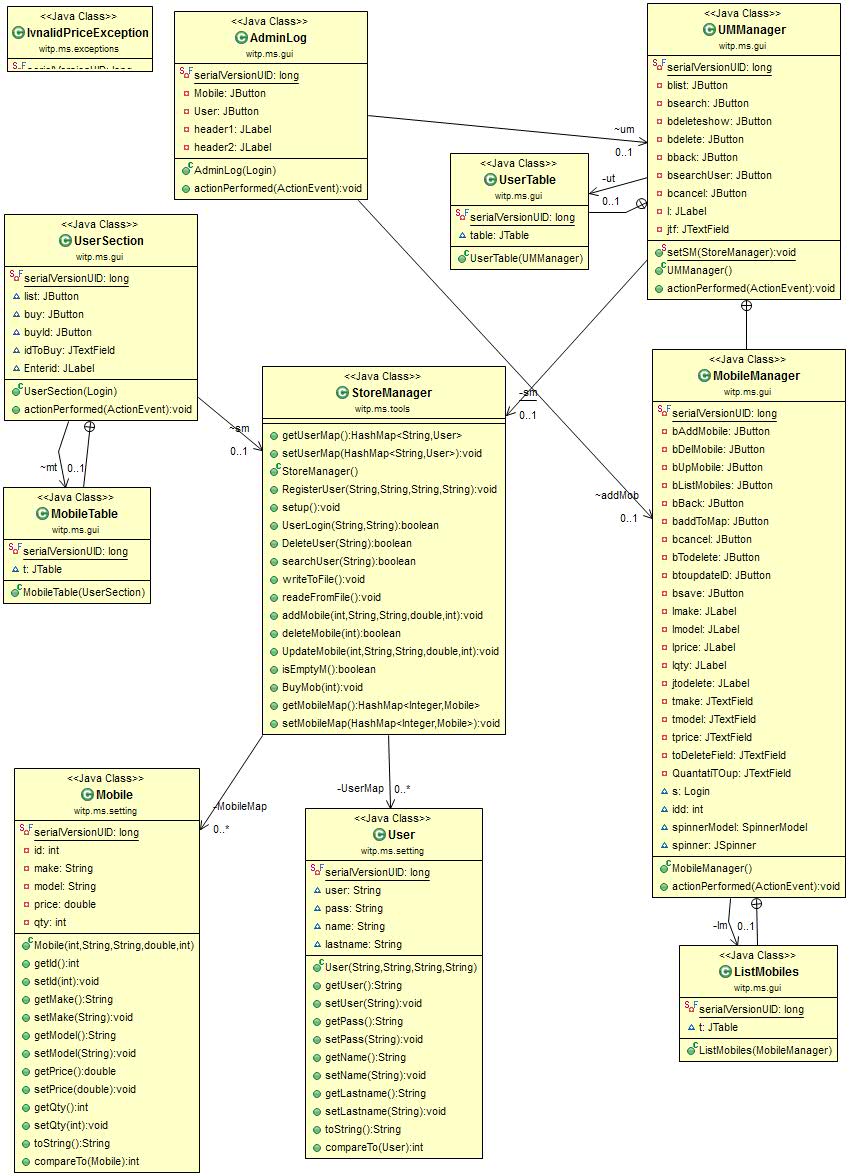 <<Java Class>>
IvnalidPriceException
witp.ms.exceptions
serialVersionUID: long
<<Java Class>>
AdminLog
witp.ms.gui
serialVersionUID: long
Mobile: JButton
User: JButton
header1: JLabel
header2: JLabel
AdminLog(Login)
actionPerformed(ActionEvent):void
<<Java Class>>
UMManager
witp.ms.gui
serialVersionUID: long
blist: JButton
bsearch: JButton
bdeleteshow: JButton
bdelete: JButton
bback: JButton
bsearchUser: JButton
bcancel: JButton
l: JLabel
jtf: JTextField
setSM(StoreManager):void
UMManager()
actionPerformed(ActionEvent):void
~um
0..1
<<Java Class>>
UserTable
witp.ms.gui
serialVersionUID: long
table: JTable
UserTable(UMManager)
-ut
0..1
<<Java Class>>
UserSection
witp.ms.gui
serialVersionUID: long
list: JButton
buy: JButton
buyId: JButton
idToBuy: JTextField
Enterid: JLabel
UserSection(Login)
actionPerformed(ActionEvent):void
~sm
0..1
~mt
0..1
<<Java Class>>
MobileTable
witp.ms.gui
serialVersionUID: long
t: JTable
MobileTable(UserSection)
<<Java Class>>
StoreManager
witp.ms.tools
getUserMap():HashMap<String,User>
setUserMap(HashMap<String,User>):void
StoreManager()
RegisterUser(String,String,String,String):void
setup():void
UserLogin(String,String):boolean
DeleteUser(String):boolean
searchUser(String):boolean
writeToFile():void
readeFromFile():void
addMobile(int,String,String,double,int):void
deleteMobile(int):boolean
UpdateMobile(int,String,String,double,int):void
isEmptyM():boolean
BuyMob(int):void
getMobileMap():HashMap<Integer,Mobile>
setMobileMap(HashMap<Integer,Mobile>):void
-sm
0..1
~addMob
0..1
<<Java Class>>
MobileManager
witp.ms.gui
serialVersionUID: long
bAddMobile: JButton
bDelMobile: JButton
bUpMobile: JButton
bListMobiles: JButton
bBack: JButton
baddToMap: JButton
bcancel: JButton
bTodelete: JButton
btoupdateID: JButton
bsave: JButton
lmake: JLabel
lmodel: JLabel
lprice: JLabel
lqty: JLabel
jtodelete: JLabel
tmake: JTextField
tmodel: JTextField
tprice: JTextField
toDeleteField: JTextField
QuantatiTOup: JTextField
s: Login
idd: int
spinnerModel: SpinnerModel
spinner: JSpinner
MobileManager()
actionPerformed(ActionEvent):void
-lm
0..1
<<Java Class>>
ListMobiles
witp.ms.gui
serialVersionUID: long
t: JTable
ListMobiles(MobileManager)
-MobileMap
0..*
-UserMap
0..*
<<Java Class>>
Mobile
witp.ms.setting
serialVersionUID: long
id: int
make: String
model: String
price: double
qty: int
Mobile(int,String,String,double,int)
getId():int
setId(int):void
getMake():String
setMake(String):void
getModel():String
setModel(String):void
getPrice():double
setPrice(double):void
getQty():int
setQty(int):void
toString():String
compareTo(Mobile):int
<<Java Class>>
User
witp.ms.setting
serialVersionUID: long
user: String
pass: String
name: String
lastname: String
User(String,String,String,String)
getUser():String
setUser(String):void
getPass():String
setPass(String):void
getName():String
setName(String):void
getLastname():String
setLastname(String):void
toString():String
compareTo(User):int